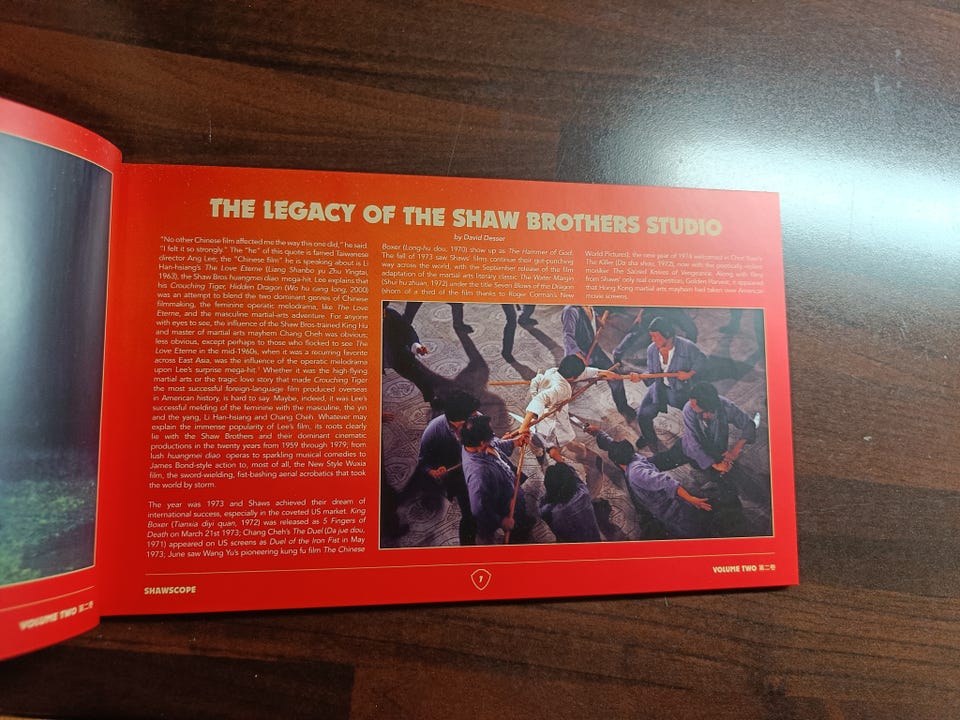 THE LEGACY OF THE SHAW BROTHERS STUDIO
by David Desser
"No other Chinese film affected me the way this one did," he said.
"I felt it so strongly." The "he" of this quote is famed Taiwanese
director Ang Lee; the "Chinese film" he is speaking about is Li
Han-hsiang's The Love Eterne (Liang Shanbo yu Zhu Yingtai,
1963), the Shaw Bros huangmei diao mega-hit. Lee explains that
his Crouching Tiger, Hidden Dragon (Wo hu cang long, 2000)
was an attempt to blend the two dominant genres of Chinese
filmmaking, the feminine operatic melodrama, like The Love
Eterne, and the masculine martial-arts adventure. For anyone
with eyes to see, the influence of the Shaw Bros-trained King Hu
and master of martial arts mayhem Chang Cheh was obvious;
less obvious, except perhaps to those who flocked to see The
Love Eterne in the mid-1960s, when it was a recurring favorite
across East Asia, was the influence of the operatic melodrama
upon Lee's surprise mega-hit.¹ Whether it was the high-flying
martial arts or the tragic love story that made Crouching Tiger
the most successful foreign-language film produced overseas
in American history, is hard to say. Maybe, indeed, it was Lee's
successful melding of the feminine with the masculine, the yin
and the yang, Li Han-hsiang and Chang Cheh. Whatever may
explain the immense popularity of Lee's film, its roots clearly
lie with the Shaw Brothers and their dominant cinematic
productions in the twenty years from 1959 through 1979; from
lush huangmei diao operas to sparkling musical comedies to
James Bond-style action to, most of all, the New Style Wuxia
film, the sword-wielding, fist-bashing aerial acrobatics that took
the world by storm.
The year was 1973 and Shaws achieved their dream of
international success, especially in the coveted US market. King
Boxer (Tianxia diyi quan, 1972) was released as 5 Fingers of
Death on March 21st 1973; Chang Cheh's The Duel (Da jue dou,
1971) appeared on US screens as Duel of the Iron Fist in May
1973; June saw Wang Yu's pioneering kung fu film The Chinese
Boxer (Long-hu dou, 1970) show up as The Hammer of God.
The fall of 1973 saw Shaws' films continue their gut-punching
way across the world, with the September release of the film
adaptation of the martial arts literary classic The Water Margin
(Shui hu zhuan, 1972) under the title Seven Blows of the Dragon
(shorn of a third of the film thanks to Roger Corman's New
World Pictures); the new year of 1974 welcomed in Chor Yuen's
The Killer (Da sha shou, 1972), now with the poetically violent
moniker The Sacred Knives of Vengeance. Along with films
from Shaws' only real competition, Golden Harvest, it appeared
that Hong Kong martial arts mayhem had taken over American
movie screens.
SHAWSCOPE
7
VOLUME TWO 第二卷
VOLUME TWO 第二卷